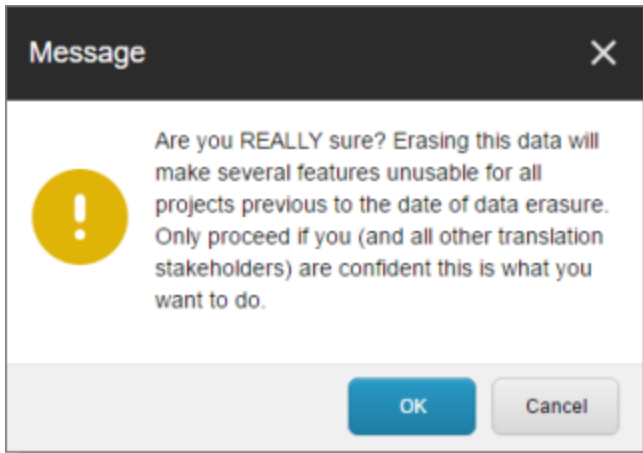 Message
Are you REALLY sure? Erasing this data will
make several features unusable for all
projects previous to the date of data erasure.
Only proceed if you (and all other translation
stakeholders) are confident this is what you
want to do.
OK
Cancel